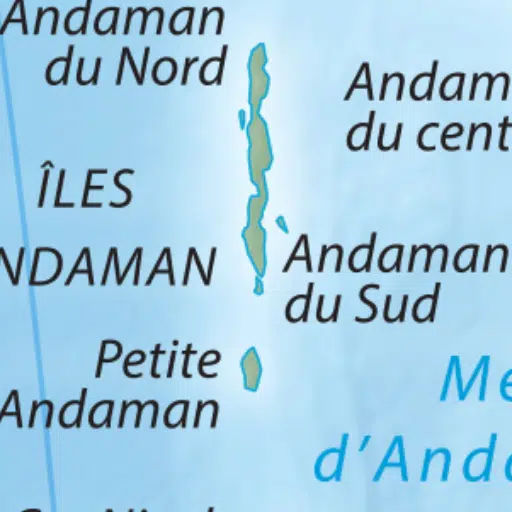 Andaman
du Nord
Andam
du cent
ÎLES
NDAMAN
Andaman
du Sud
Petite
Andaman
Me
d'Anda